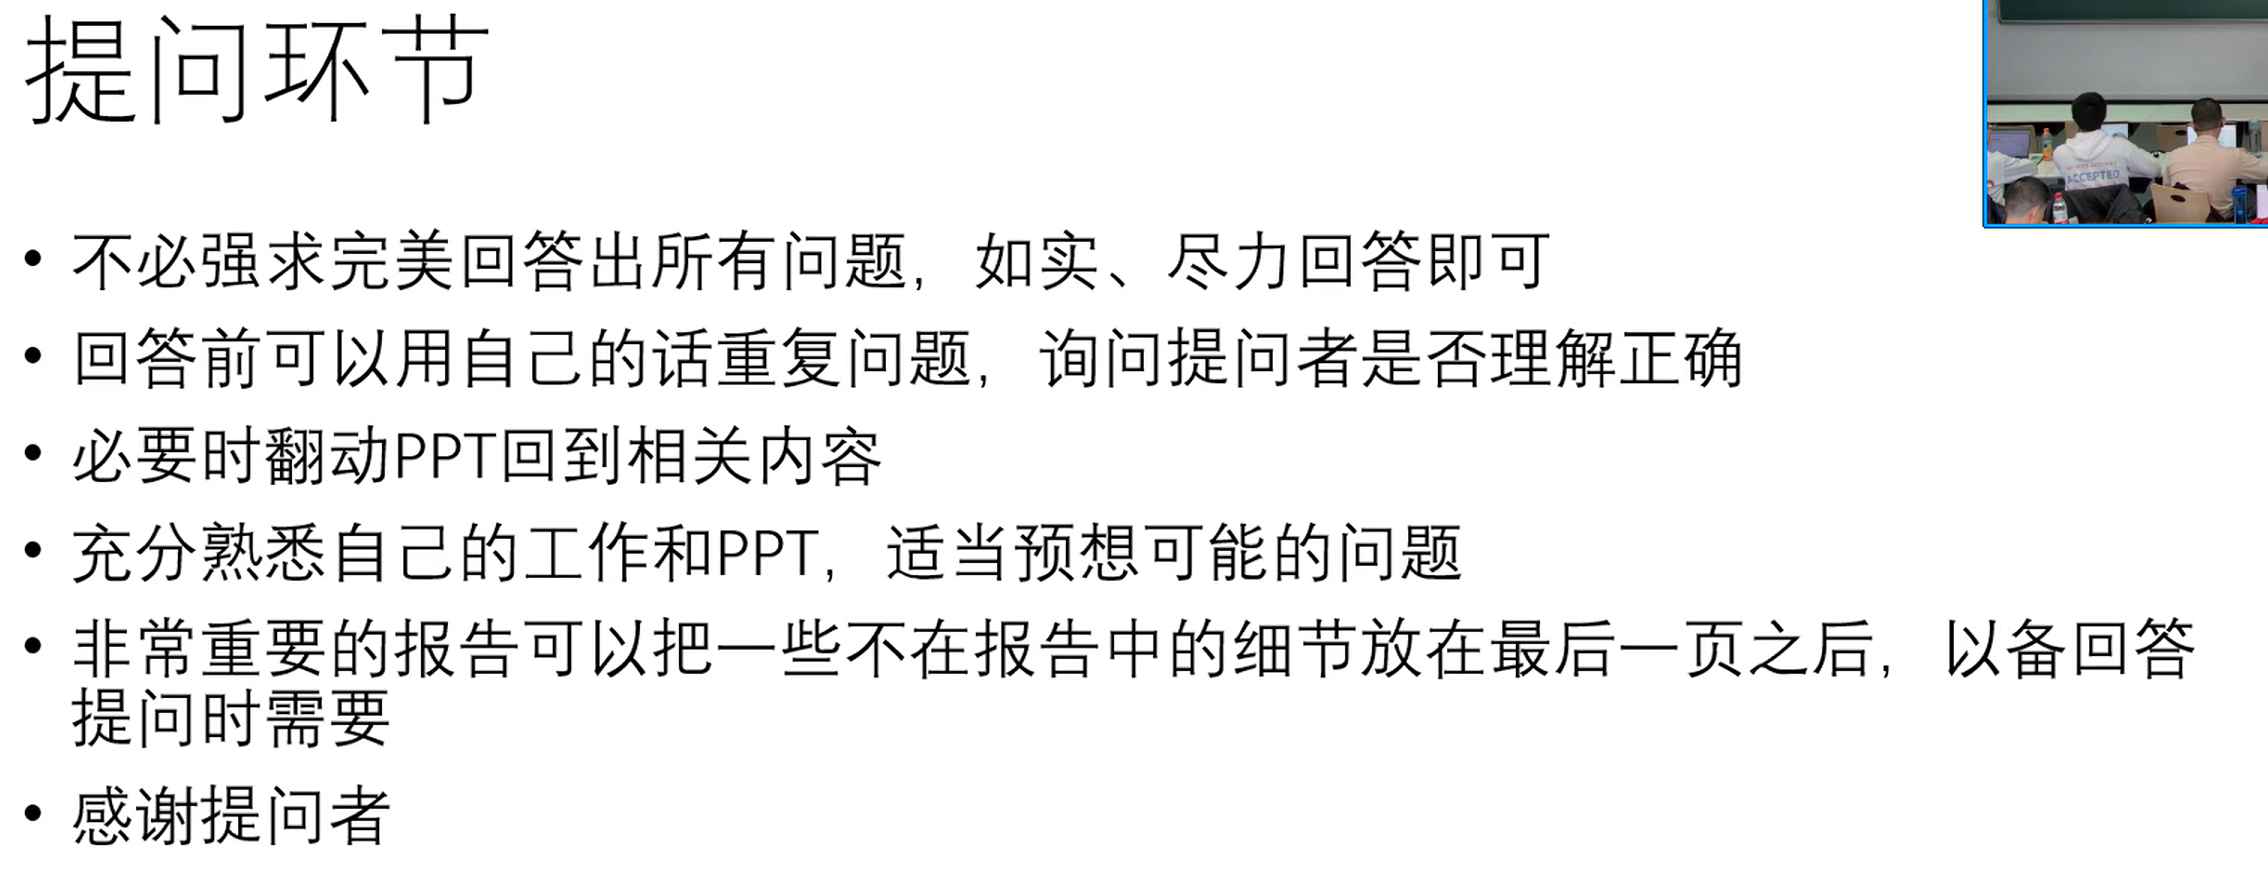 提问环节
• 不必强求完美回答出所有问题，如实、尽力回答即可
• 回答前可以用自己的话重复问题，询问提问者是否理解正确
• 必要时翻动PPT回到相关内容
• 充分熟悉自己的工作和PPT，适当预想可能的问题
• 非常重要的报告可以把一些不在报告中的细节放在最后一页之后，以备回答
提问时需要
• 感谢提问者
ACCEPTED